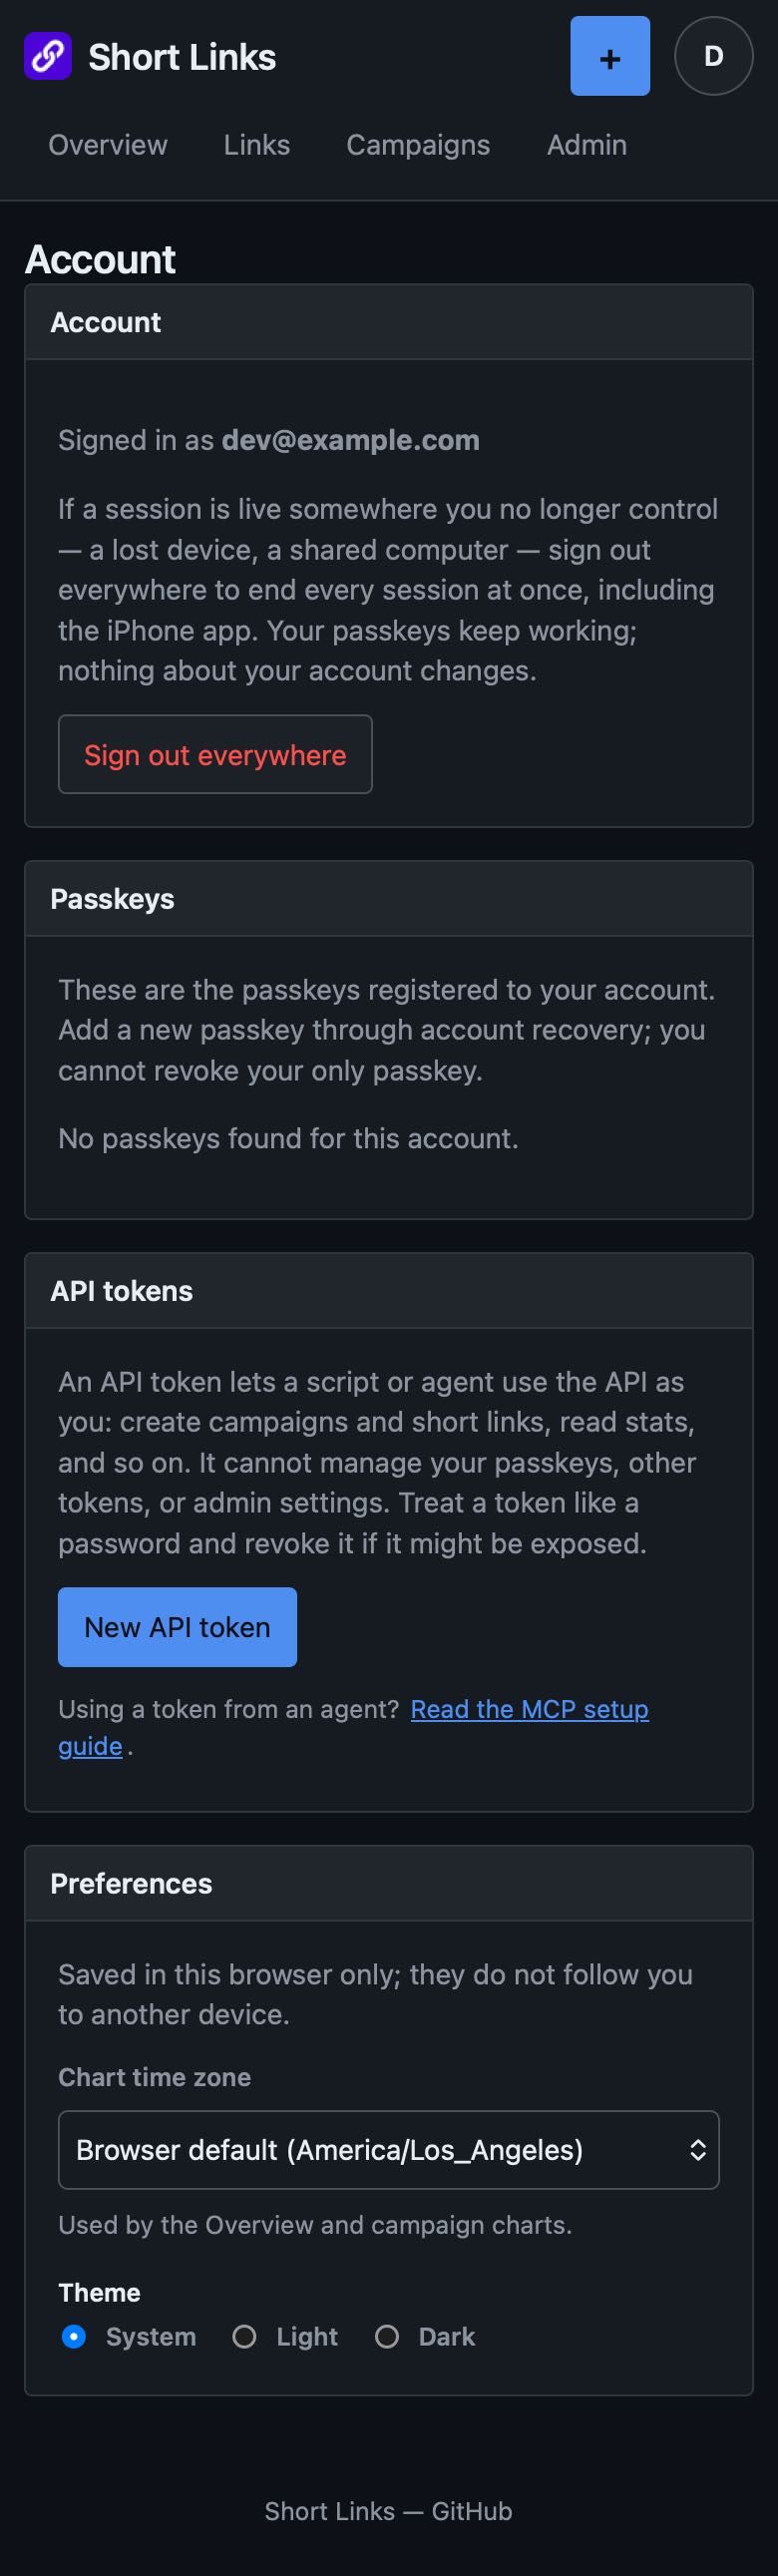 Short Links
+
D
Overview Links Campaigns Admin
Account
Account
Signed in as dev@example.com
If a session is live somewhere you no longer control
— a lost device, a shared computer — sign out
everywhere to end every session at once, including
the iPhone app. Your passkeys keep working;
nothing about your account changes.
Sign out everywhere
Passkeys
These are the passkeys registered to your account.
Add a new passkey through account recovery; you
cannot revoke your only passkey.
No passkeys found for this account.
API tokens
An API token lets a script or agent use the API as
you: create campaigns and short links, read stats,
and so on. It cannot manage your passkeys, other
tokens, or admin settings. Treat a token like a
password and revoke it if it might be exposed.
New API token
Using a token from an agent? Read the MCP setup
guide.
Preferences
Saved in this browser only; they do not follow you
to another device.
Chart time zone
Browser default (America/Los_Angeles)
Used by the Overview and campaign charts.
Theme
System Light Dark
Short Links — GitHub